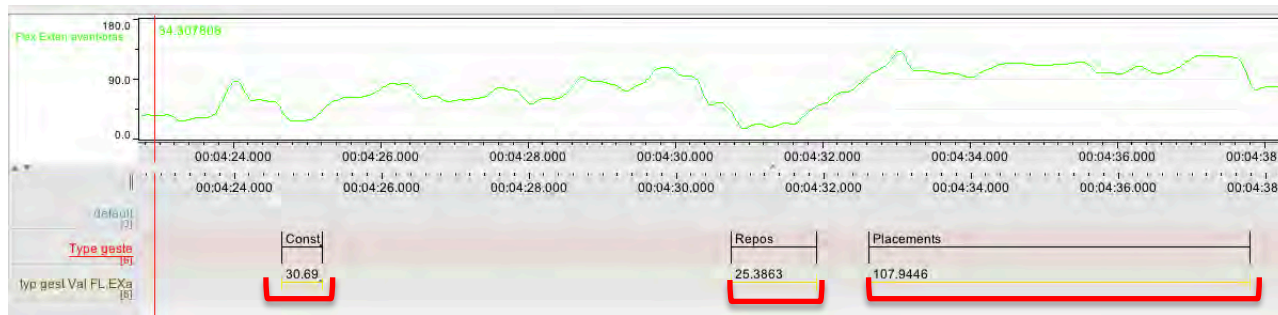 180.0
Flex Exten avant-bras
34.307808
90.0
0.0
00:04:24.000 00:04:26.000 00:04:28.000 00:04:30.000 00:04:32.000 00:04:34.000 00:04:36.000 00:04:38
00:04:24.000 00:04:26.000 00:04:28.000 00:04:30.000 00:04:32.000 00:04:34.000 00:04:36.000 00:04:38
default
Type geste
[6]
Const Repos Placements
typ gest Val FL.EXa
30.69 25.3863 107.9446